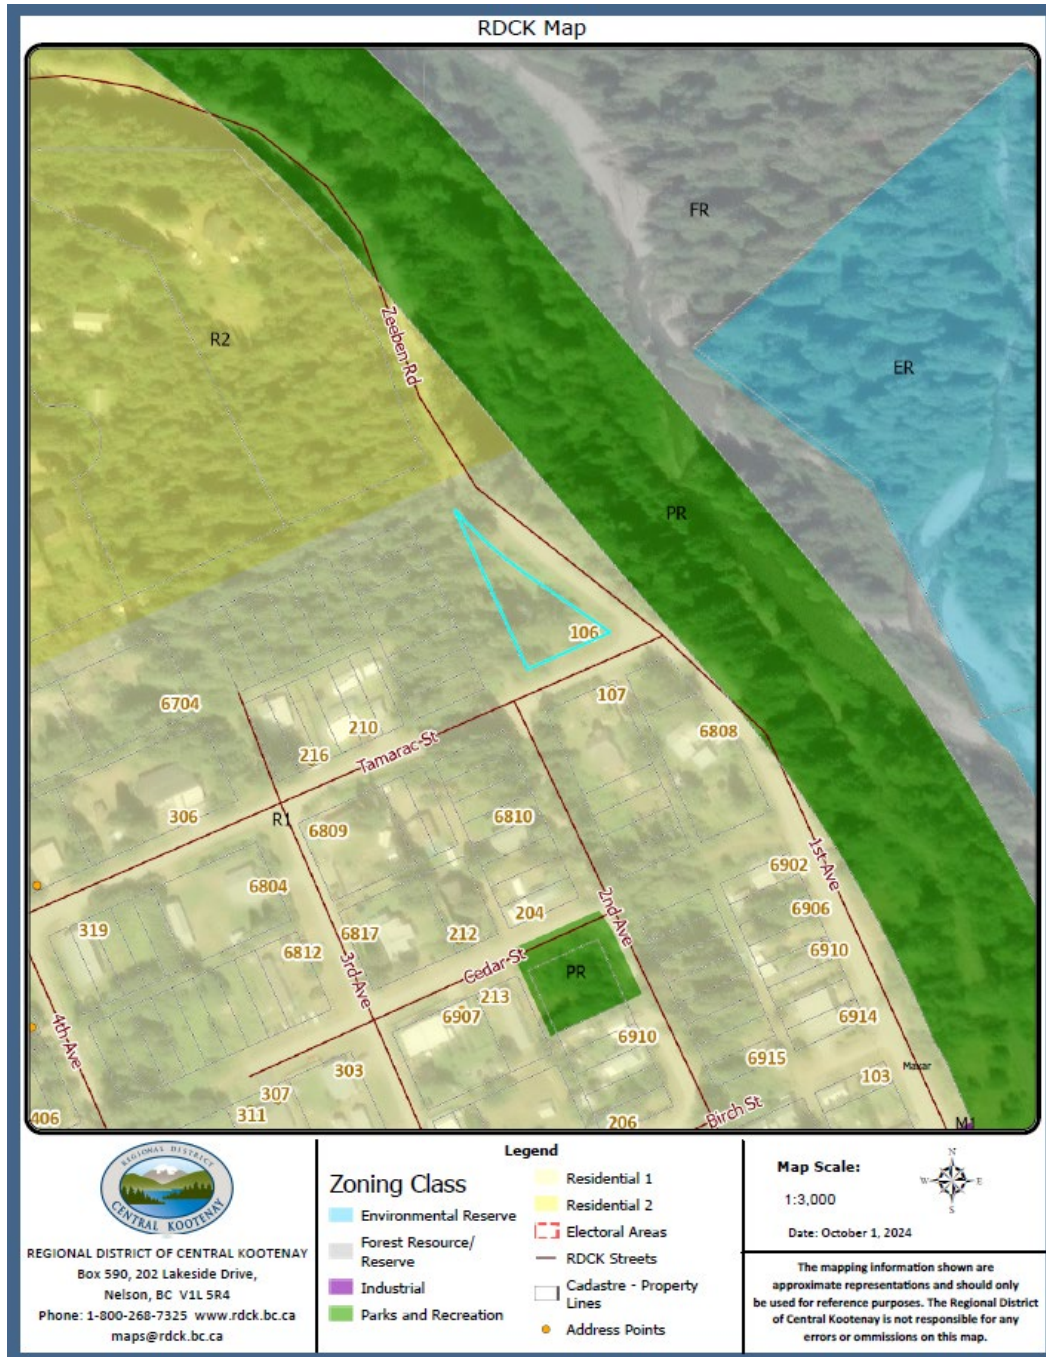 RDCK Map
FR
Zeeben Rd
R2
ER
PR
106
6704
107
210
6808
216
Tamarac St
306
R1
6809
6810
1st Ave
6902
6804
204
2nd Ave
6906
319
6817
212
6910
6812
Cedar St
3rd Ave
PR
213
6907
6914
4th Ave
6910
6915
303
Maxar
103
307
406
311
206
Birch St
M1
REGIONAL DISTRICT
CENTRAL KOOTENAY
REGIONAL DISTRICT OF CENTRAL KOOTENAY
Box 590, 202 Lakeside Drive,
Nelson, BC V1L 5R4
Phone: 1-800-268-7325 www.rdck.bc.ca
maps@rdck.bc.ca
Legend
Zoning Class
Environmental Reserve
Forest Resource/
Reserve
Industrial
Parks and Recreation
Residential 1
Residential 2
Electoral Areas
RDCK Streets
Cadastre - Property
Lines
Address Points
Map Scale:
1:3,000
N
W
E
S
Date: October 1, 2024
The mapping information shown are
approximate representations and should only
be used for reference purposes. The Regional District
of Central Kootenay is not responsible for any
errors or ommissions on this map.